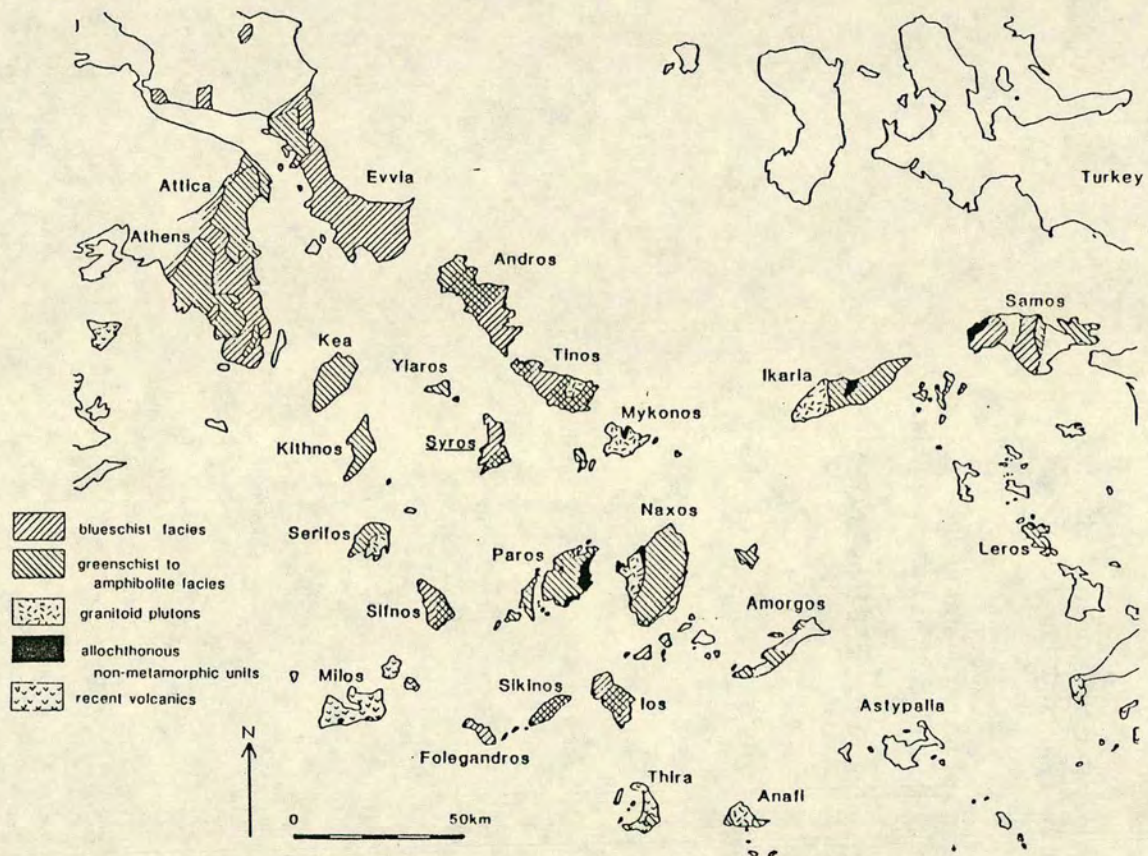 Attica
Evvia
Turkey
Athens
Andros
Samos
Kea
Yiaros
Tinos
Ikaria
Mykonos
Kithnos
Syros
Naxos
blueschist facies
Serifos
Paros
Leros
greenschist to
amphibolite facies
Sifnos
Amorgos
granitoid plutons
allochthonous
non-metamorphic units
Milos
Sikinos
Ios
recent volcanics
Astypalia
N
Folegandros
Thira
Anafi
0 50km